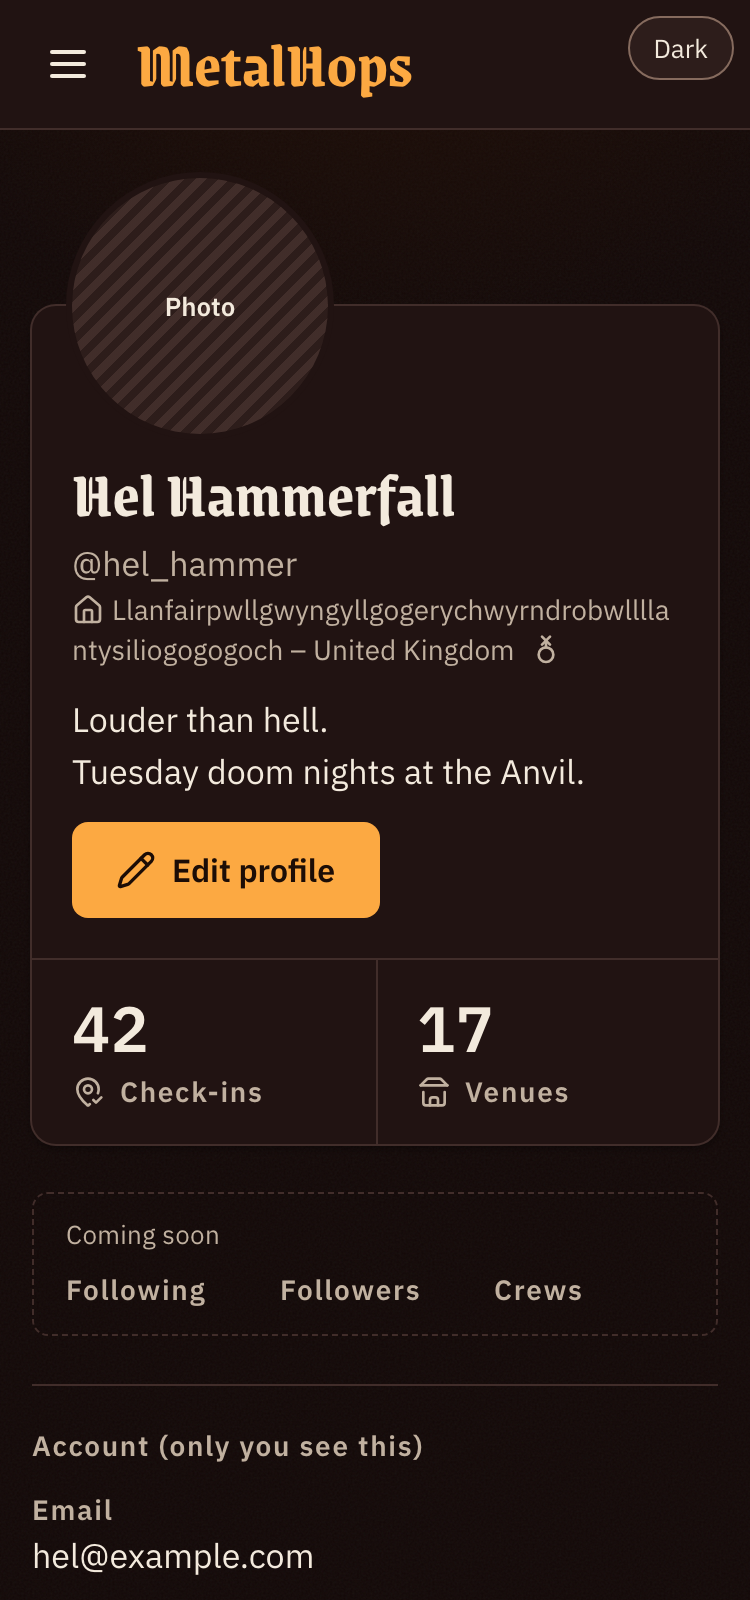 MetalHops
Dark
Photo
Hel Hammerfall
@hel_hammer
Llanfairpwllgwyngyllgogerychwyrndrobwlllla
ntysiliogogogoch – United Kingdom
Louder than hell.
Tuesday doom nights at the Anvil.
Edit profile
42
Check-ins
17
Venues
Coming soon
Following
Followers
Crews
Account (only you see this)
Email
hel@example.com